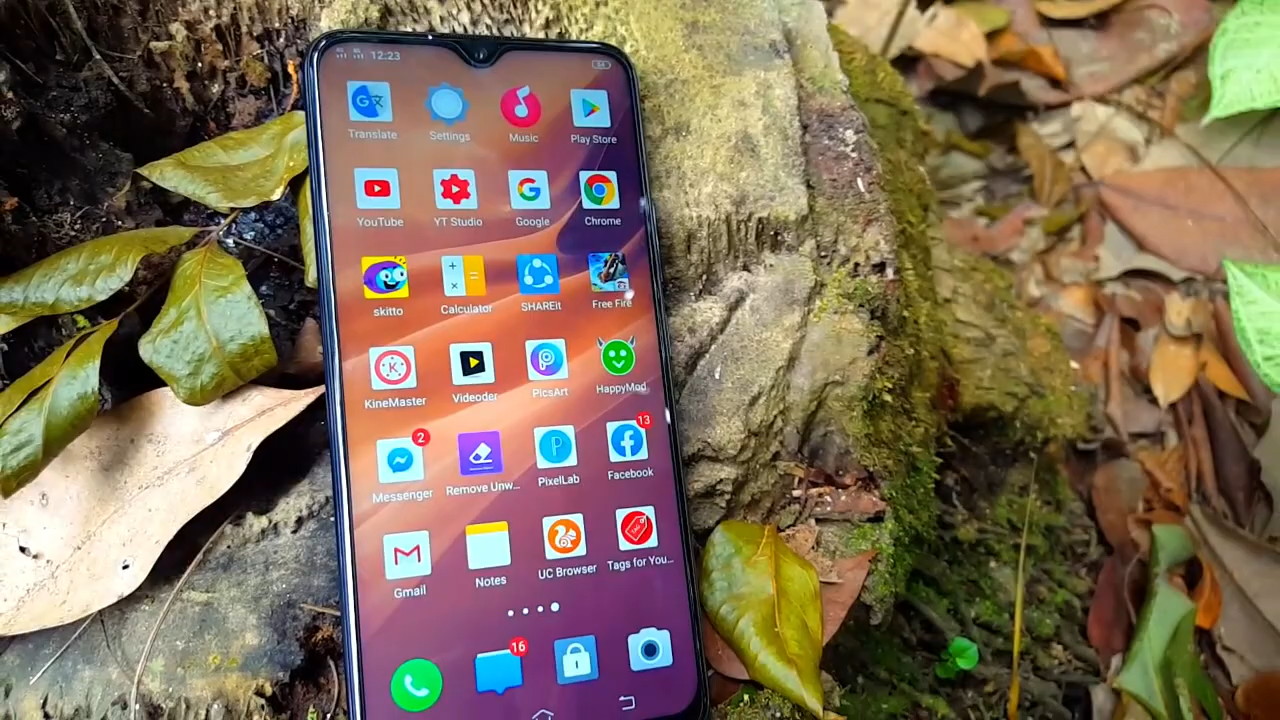 12:23
Translate
Settings
Music
Play Store
YouTube
YT Studio
Google
Chrome
skitto
Calculator
SHAREit
Free Fire
KineMaster
Videoder
PicsArt
HappyMod
2
13
Messenger
Remove Unw...
PixelLab
Facebook
Gmail
Notes
UC Browser
Tags for You...
16